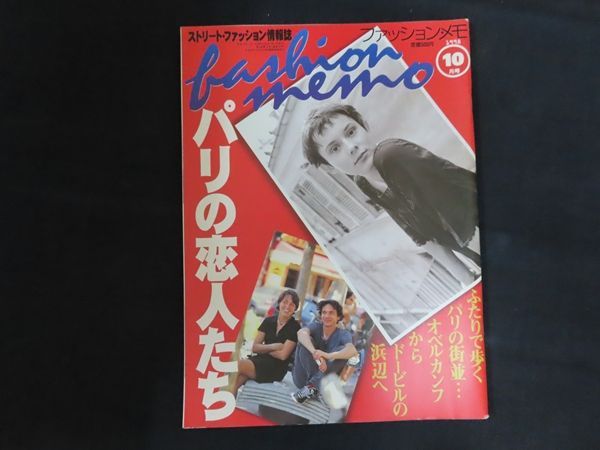 ストリート・ファッション情報誌
ファッションメモ
fashion
memo
1998
10
月号
パリの恋人たち
ふたりで歩く
パリの街並…
オベルカンフ
から
ドービルの
浜辺へ